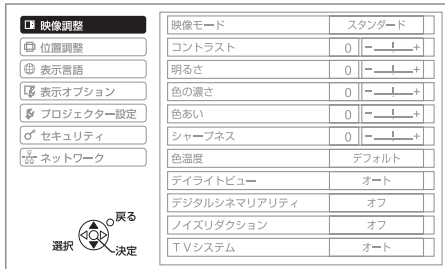 映像調整
位置調整
表示言語
表示オプション
プロジェクター設定
セキュリティ
ネットワーク
戻る
選択
決定
映像モード スタンダード
コントラスト 0 - +
明るさ 0 - +
色の濃さ 0 - +
色あい 0 - +
シャープネス 0 - +
色温度 デフォルト
デイライトビュー オート
デジタルシネマリアリティ オフ
ノイズリダクション オフ
TVシステム オート